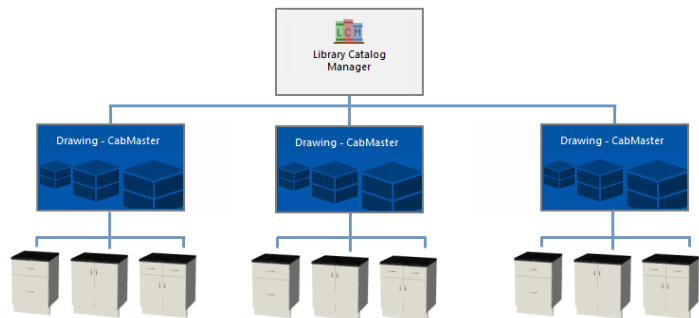 LCM
Library Catalog
Manager
Drawing - CabMaster
Drawing - CabMaster
Drawing - CabMaster